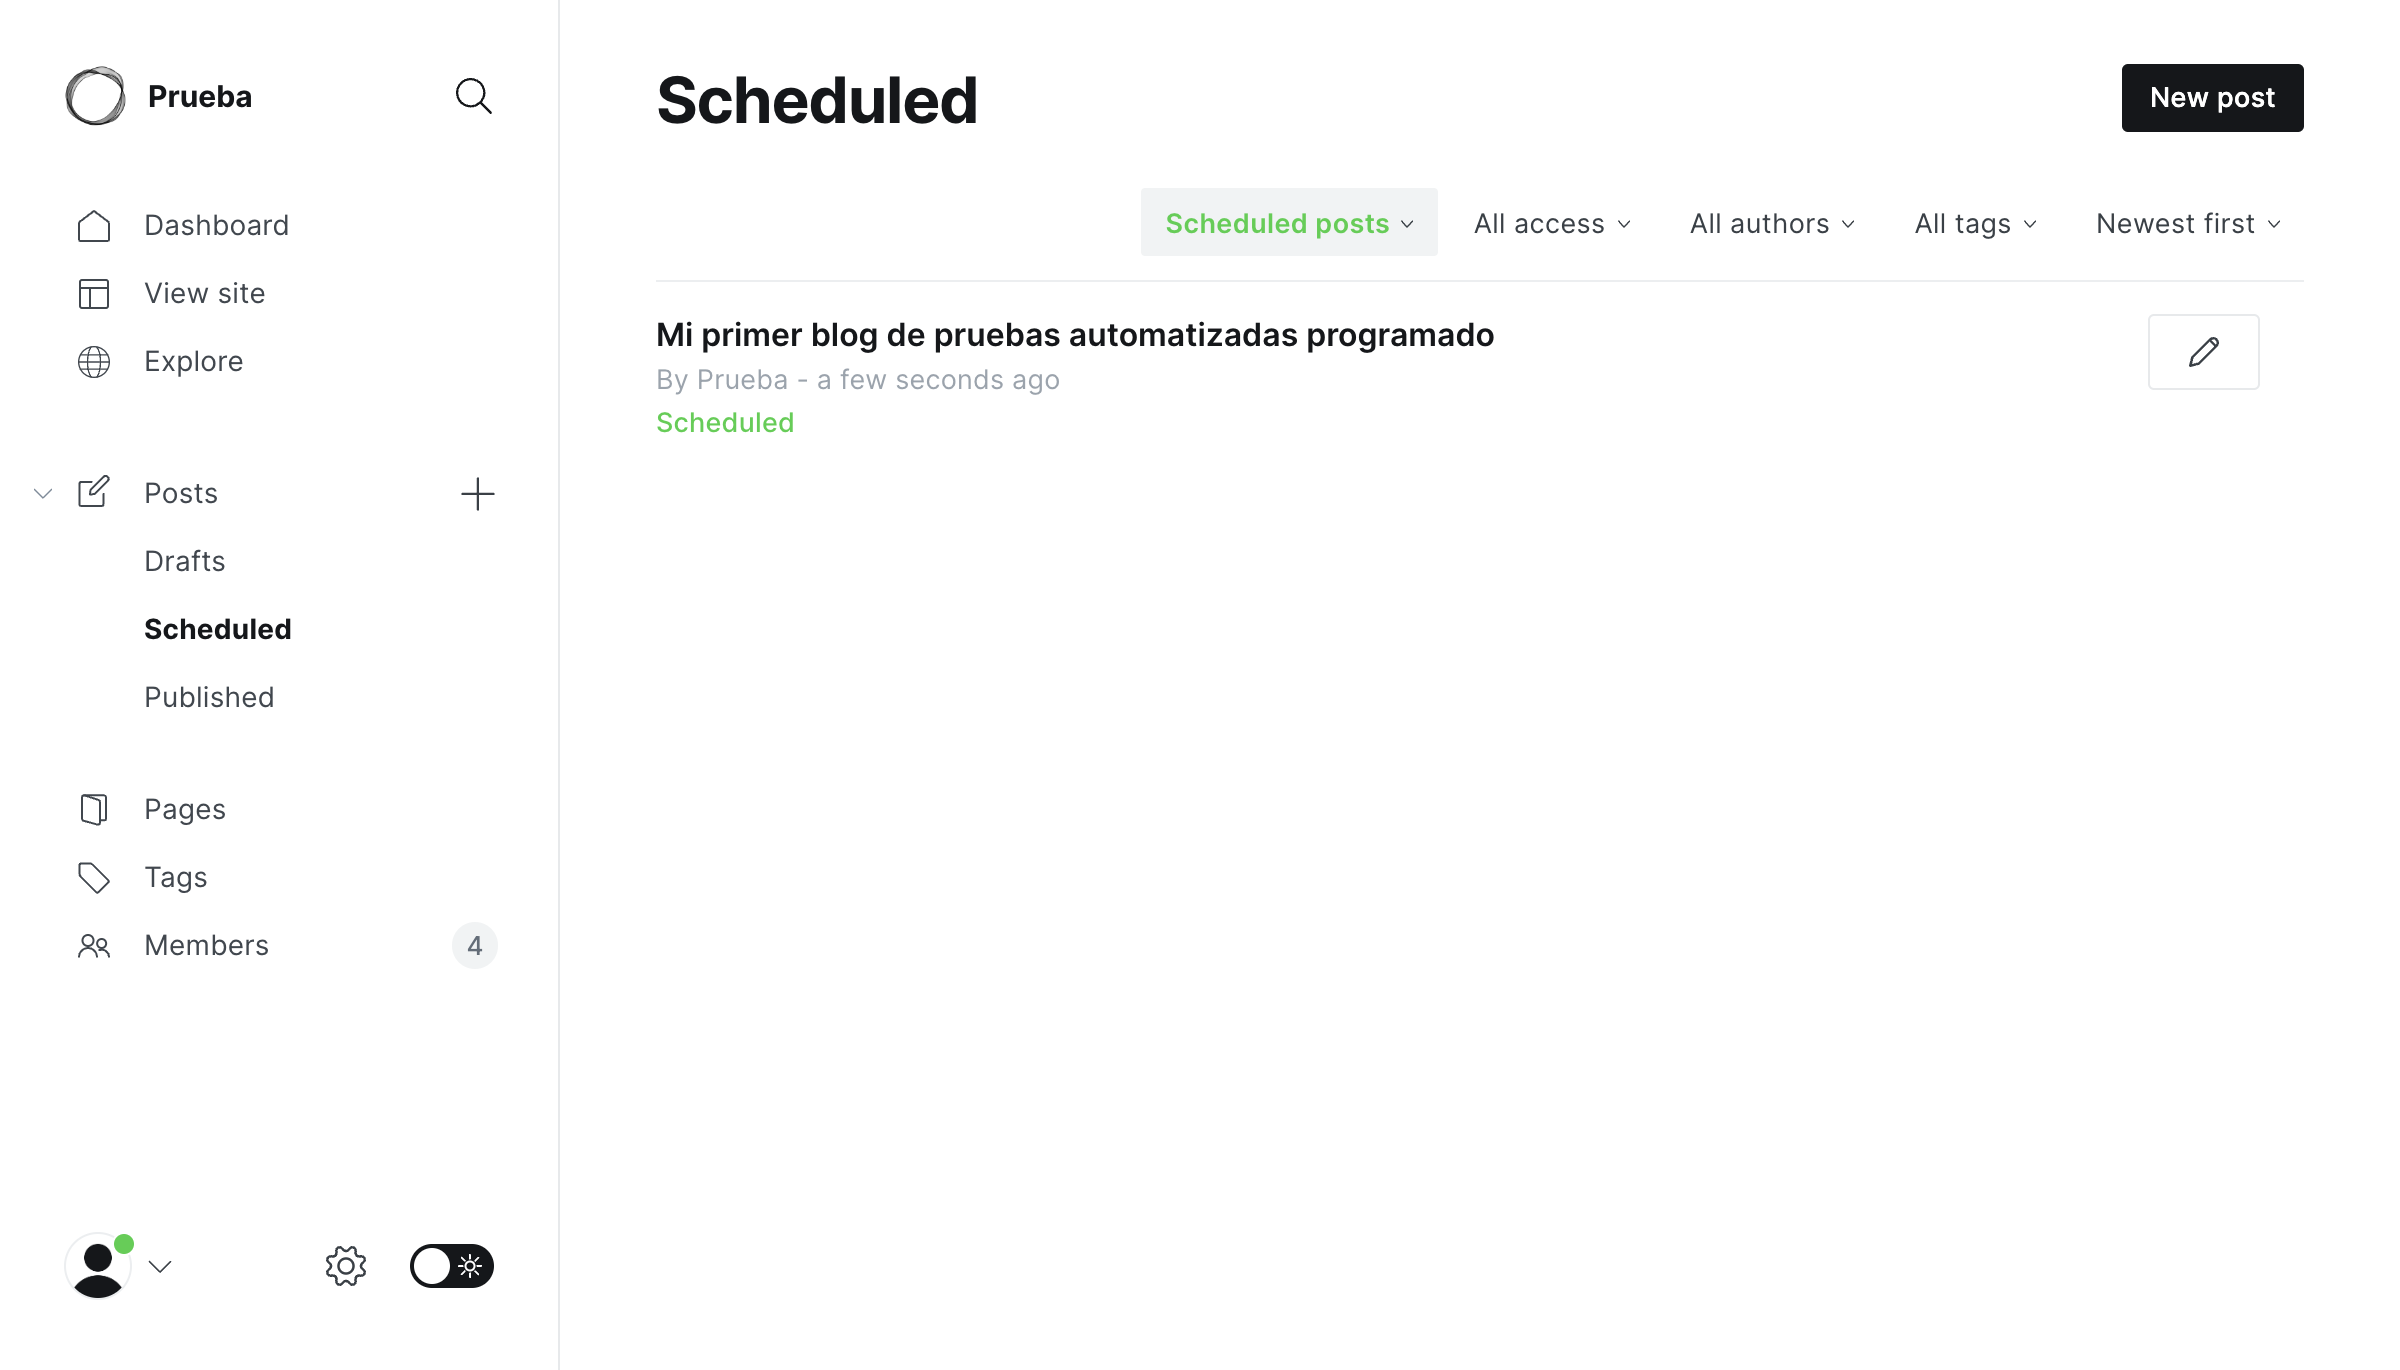 Prueba
Dashboard
View site
Explore
Posts
Drafts
Scheduled
Published
Pages
Tags
Members 4
Scheduled
New post
Scheduled posts All access All authors All tags Newest first
Mi primer blog de pruebas automatizadas programado
By Prueba - a few seconds ago
Scheduled